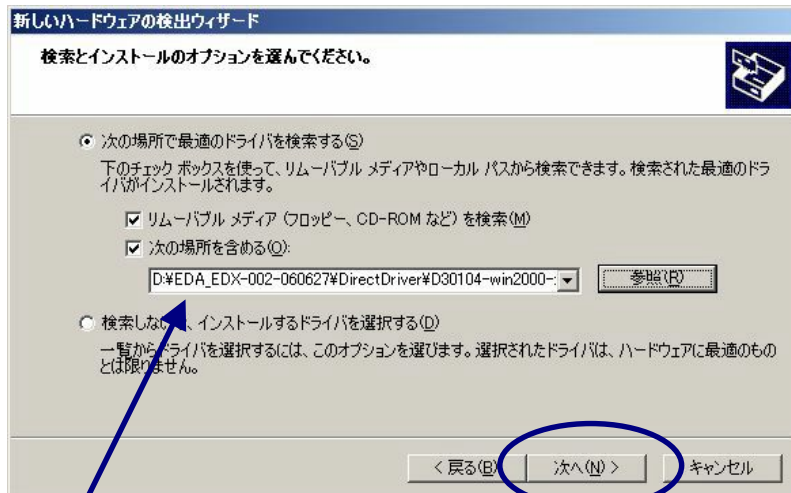 新しいハードウェアの検出ウィザード
検索とインストールのオプションを選んでください。
次の場所で最適のドライバを検索する(S)
下のチェック ボックスを使って、リムーバブル メディアやローカル パスから検索できます。検索された最適のドラ
イバがインストールされます。
リムーバブル メディア (フロッピー、CD-ROM など) を検索(M)
次の場所を含める(O):
D:¥EDA_EDX-002-060627¥DirectDriver¥D30104-win2000-
参照(R)
検索しないで、インストールするドライバを選択する(D)
一覧からドライバを選択するには、このオプションを選びます。選択されたドライバは、ハードウェアに最適のもの
とは限りません。
< 戻る(B) 次へ(N) > キャンセル